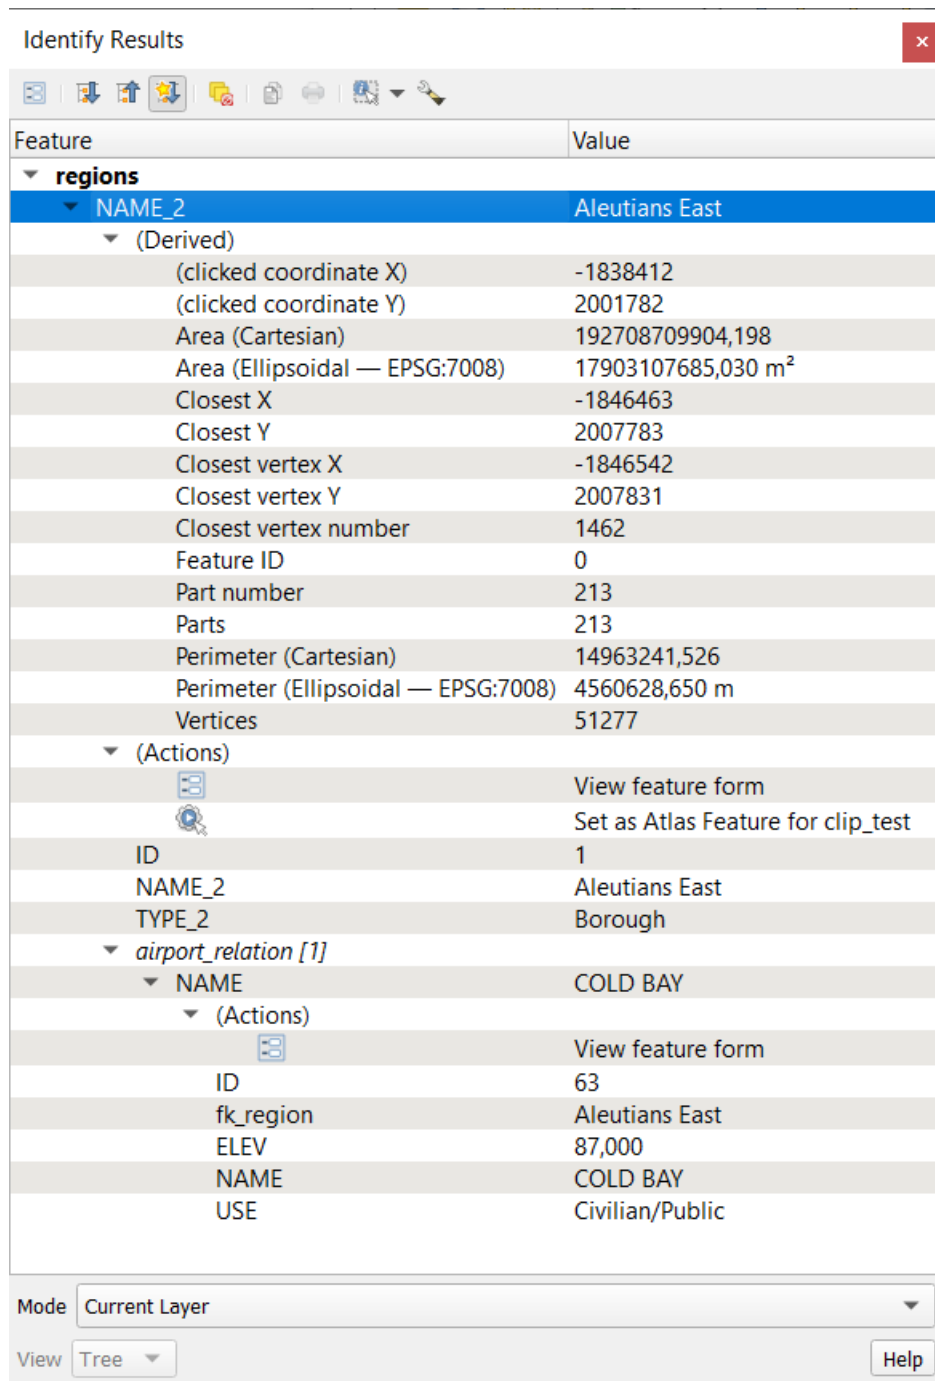 Identify Results
Feature Value
regions
NAME_2 Aleutians East
(Derived)
(clicked coordinate X) -1838412
(clicked coordinate Y) 2001782
Area (Cartesian) 192708709904,198
Area (Ellipsoidal — EPSG:7008) 17903107685,030 m²
Closest X -1846463
Closest Y 2007783
Closest vertex X -1846542
Closest vertex Y 2007831
Closest vertex number 1462
Feature ID 0
Part number 213
Parts 213
Perimeter (Cartesian) 14963241,526
Perimeter (Ellipsoidal — EPSG:7008) 4560628,650 m
Vertices 51277
(Actions)
View feature form
Set as Atlas Feature for clip_test
ID 1
NAME_2 Aleutians East
TYPE_2 Borough
airport_relation [1]
NAME COLD BAY
(Actions)
View feature form
ID 63
fk_region Aleutians East
ELEV 87,000
NAME COLD BAY
USE Civilian/Public
Mode Current Layer
View Tree Help